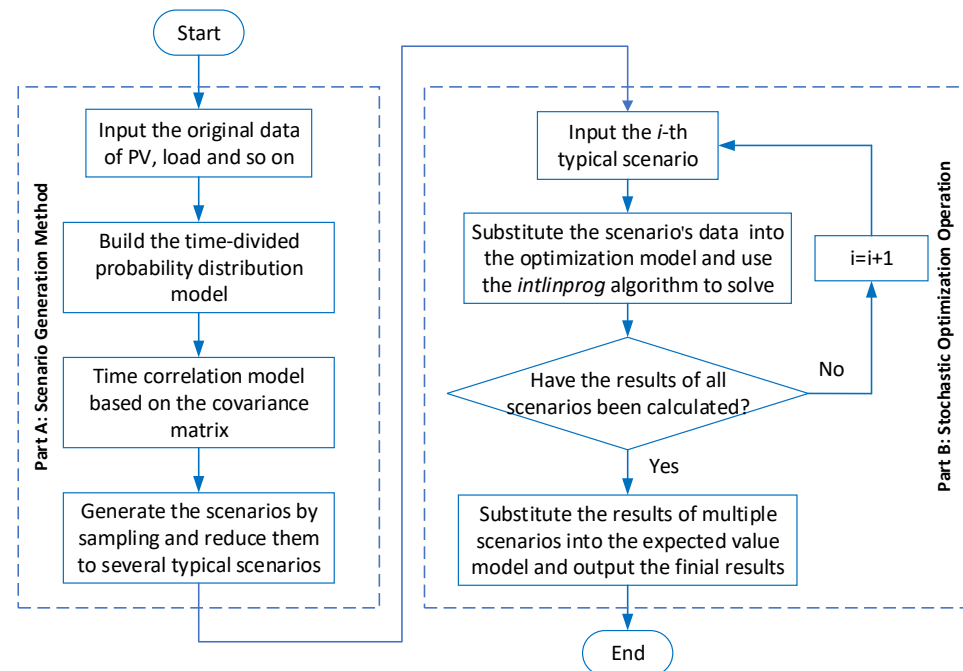 Start
Part A: Scenario Generation Method
Input the original data
of PV, load and so on
Build the time-divided
probability distribution
model
Time correlation model
based on the covariance
matrix
Generate the scenarios by
sampling and reduce them
to several typical scenarios
Part B: Stochastic Optimization Operation
Input the i-th
typical scenario
Substitute the scenario's data into
the optimization model and use
the intlinprog algorithm to solve
i=i+1
Have the results of all
scenarios been calculated?
No
Yes
Substitute the results of multiple
scenarios into the expected value
model and output the finial results
End